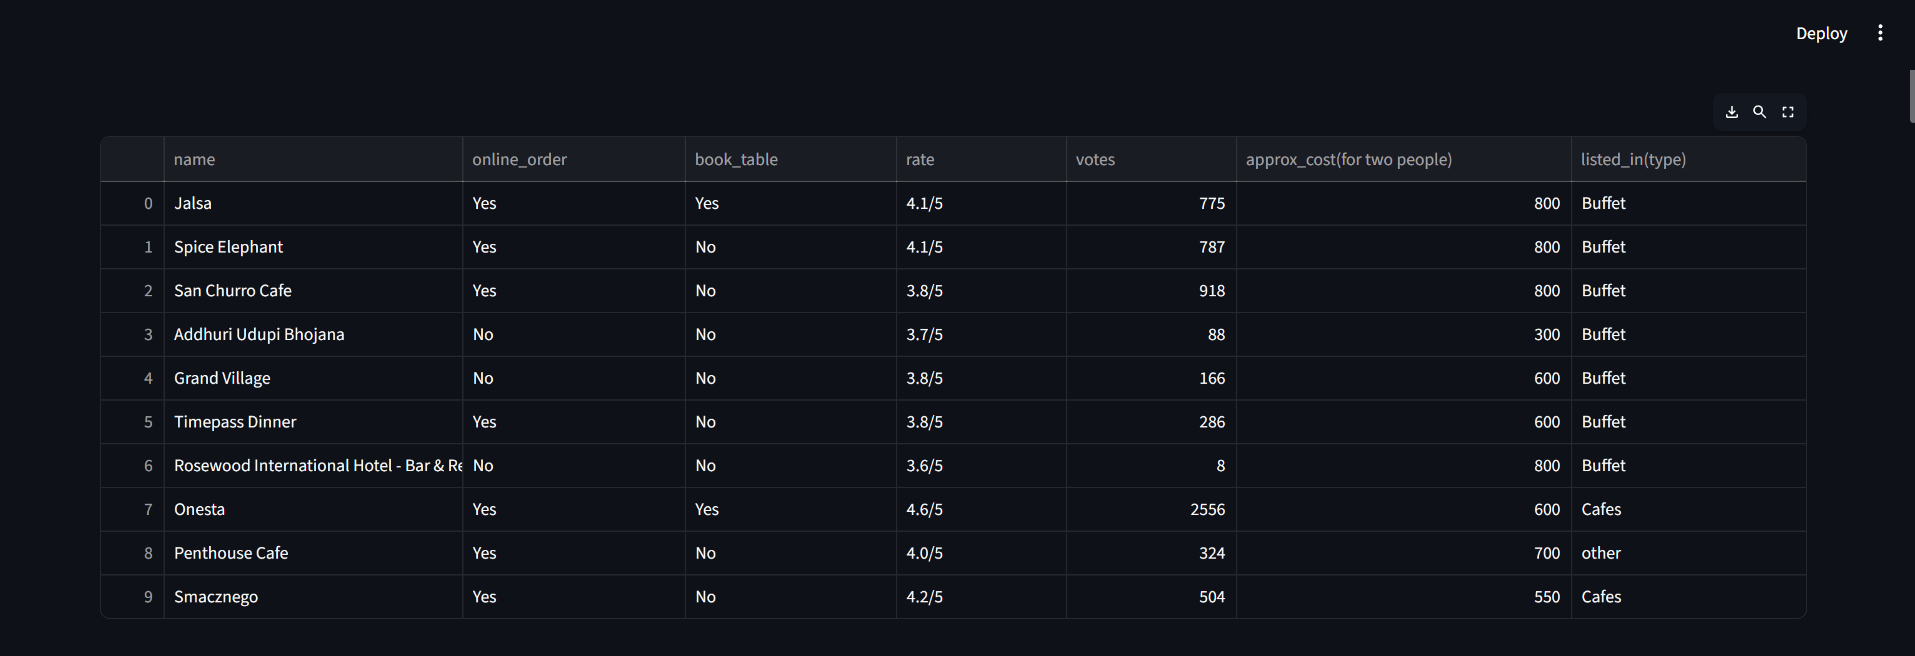 Deploy
name online_order book_table rate votes approx_cost(for two people) listed_in(type)
0 Jalsa Yes Yes 4.1/5 775 800 Buffet
1 Spice Elephant Yes No 4.1/5 787 800 Buffet
2 San Churro Cafe Yes No 3.8/5 918 800 Buffet
3 Addhuri Udupi Bhojana No No 3.7/5 88 300 Buffet
4 Grand Village No No 3.8/5 166 600 Buffet
5 Timepass Dinner Yes No 3.8/5 286 600 Buffet
6 Rosewood International Hotel - Bar & Re No No 3.6/5 8 800 Buffet
7 Onesta Yes Yes 4.6/5 2556 600 Cafes
8 Penthouse Cafe Yes No 4.0/5 324 700 other
9 Smacznego Yes No 4.2/5 504 550 Cafes